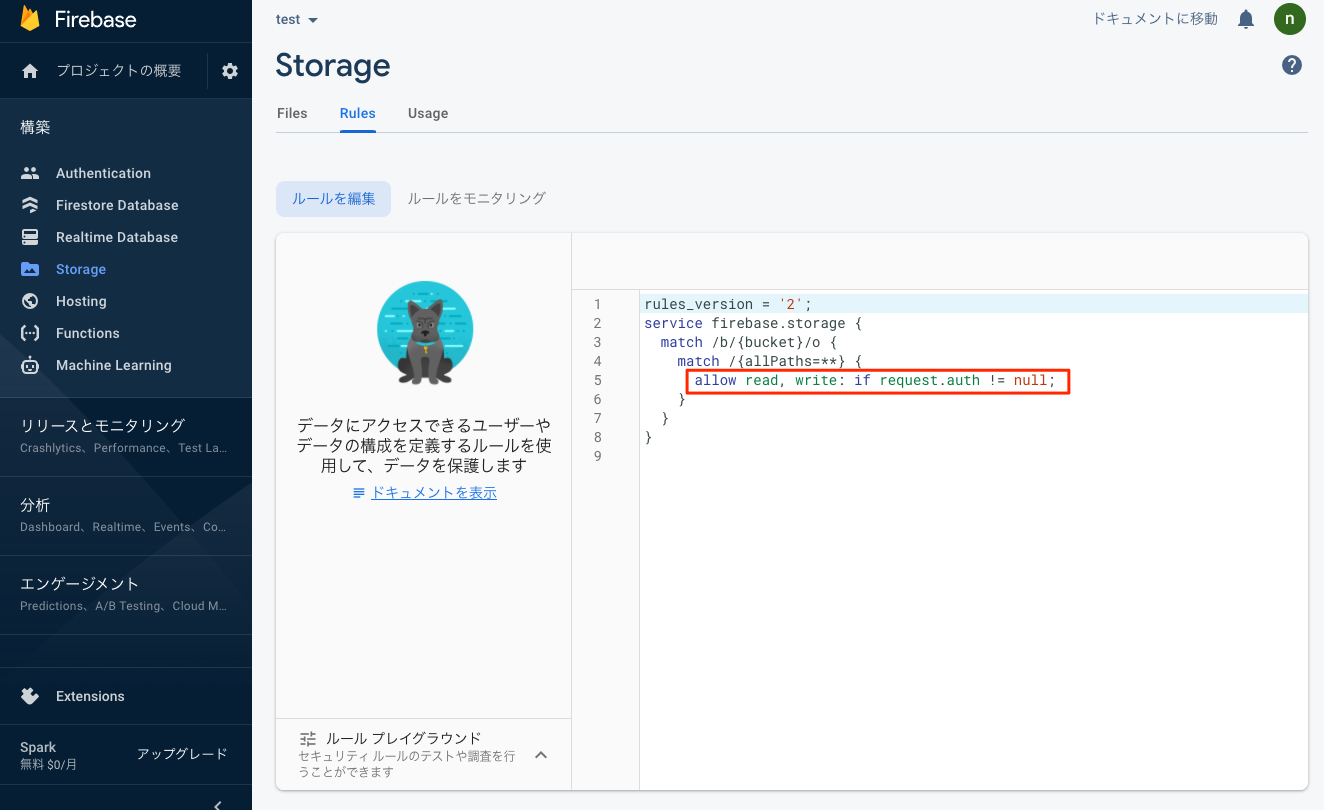 Firebase
プロジェクトの概要
構築
Authentication
Firestore Database
Realtime Database
Storage
Hosting
Functions
Machine Learning
リリースとモニタリング
Crashlytics、Performance、Test La...
分析
Dashboard、Realtime、Events、Co...
エンゲージメント
Predictions、A/B Testing、Cloud M...
Extensions
Spark
無料 $0/月
アップグレード
test
ドキュメントに移動
n
Storage
Files
Rules
Usage
ルールを編集
ルールをモニタリング
データにアクセスできるユーザーや
データの構成を定義するルールを使
用して、データを保護します
ドキュメントを表示
ルール プレイグラウンド
セキュリティ ルールのテストや調査を行
うことができます
1 rules_version = '2';
2 service firebase.storage {
3 match /b/{bucket}/o {
4 match /{allPaths=**} {
5 allow read, write: if request.auth != null;
6 }
7 }
8 }
9